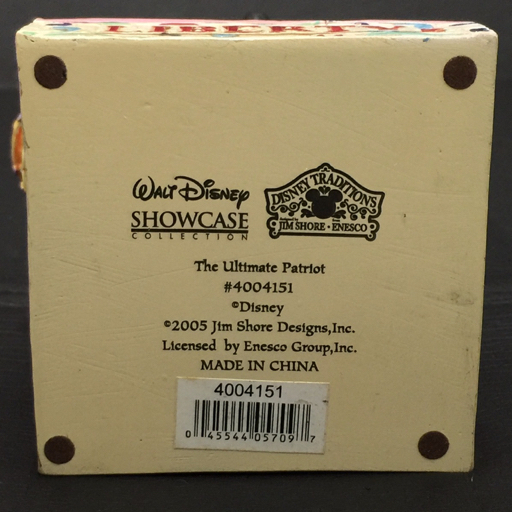 LIBERTY
WALT DISNEY
SHOWCASE
COLLECTION
DISNEY TRADITIONS
JIM SHORE · ENESCO
The Ultimate Patriot
#4004151
©Disney
©2005 Jim Shore Designs,Inc.
Licensed by Enesco Group,Inc.
MADE IN CHINA
4004151
0 45544 05709 7